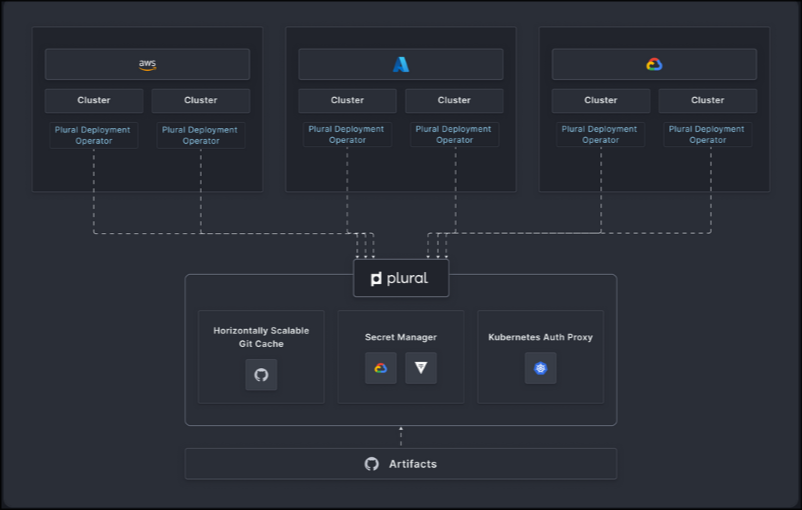 aws
Cluster
Cluster
Cluster
Cluster
Cluster
Cluster
Plural Deployment
Operator
Plural Deployment
Operator
Plural Deployment
Operator
Plural Deployment
Operator
Plural Deployment
Operator
Plural Deployment
Operator
plural
Horizontally Scalable
Git Cache
Secret Manager
Kubernetes Auth Proxy
Artifacts